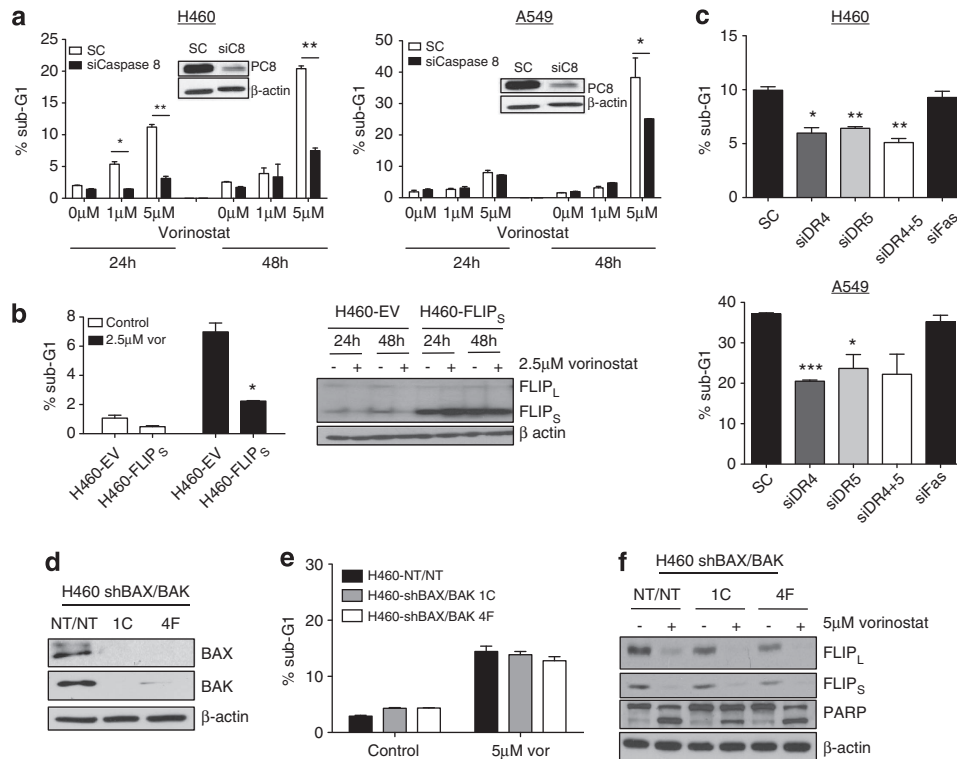 a
H460
% sub-G1
25
20
15
10
5
0
SC
siCaspase 8
SC siC8
PC8
β-actin
*
**
**
0µM 1µM 5µM 0µM 1µM 5µM
Vorinostat
24h 48h
A549
% sub-G1
50
40
30
20
10
0
SC
siCaspase 8
SC siC8
PC8
β-actin
*
0µM 1µM 5µM 0µM 1µM 5µM
Vorinostat
24h 48h
b
% sub-G1
8
6
4
2
0
Control
2.5µM vor
*
H460-EV
H460-FLIPS
H460-EV
H460-FLIPS
H460-EV H460-FLIPS
24h 48h 24h 48h
- + - + - + - + 2.5µM vorinostat
FLIPL
FLIPS
β actin
c
H460
% sub-G1
15
10
5
0
* ** **
SC siDR4 siDR5 siDR4+5 siFas
A549
% sub-G1
40
30
20
10
0
*** *
SC siDR4 siDR5 siDR4+5 siFas
d
H460 shBAX/BAK
NT/NT 1C 4F
BAX
BAK
β-actin
e
% sub-G1
30
20
10
0
H460-NT/NT
H460-shBAX/BAK 1C
H460-shBAX/BAK 4F
Control 5µM vor
f
H460 shBAX/BAK
NT/NT 1C 4F
- + - + - + 5µM vorinostat
FLIPL
FLIPS
PARP
β-actin